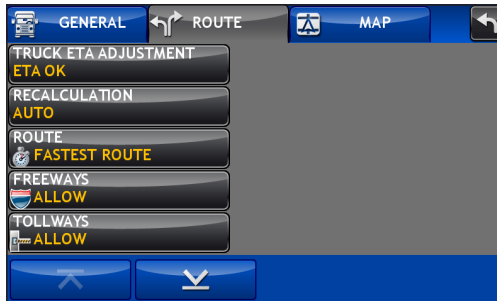 GENERAL ROUTE MAP
TRUCK ETA ADJUSTMENT
ETA OK
RECALCULATION
AUTO
ROUTE
FASTEST ROUTE
FREEWAYS
ALLOW
TOLLWAYS
ALLOW